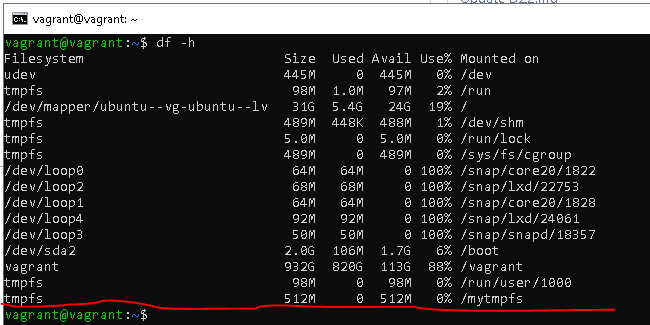 Update DZ2.md
vagrant@vagrant: ~
vagrant@vagrant:~$ df -h
Filesystem                         Size  Used Avail Use% Mounted on
udev                               445M     0  445M   0% /dev
tmpfs                               98M  1.0M   97M   2% /run
/dev/mapper/ubuntu--vg-ubuntu--lv   31G  5.4G   24G  19% /
tmpfs                              489M  448K  488M   1% /dev/shm
tmpfs                              5.0M     0  5.0M   0% /run/lock
tmpfs                              489M     0  489M   0% /sys/fs/cgroup
/dev/loop0                          64M   64M     0 100% /snap/core20/1822
/dev/loop2                          68M   68M     0 100% /snap/lxd/22753
/dev/loop1                          64M   64M     0 100% /snap/core20/1828
/dev/loop4                          92M   92M     0 100% /snap/lxd/24061
/dev/loop3                          50M   50M     0 100% /snap/snapd/18357
/dev/sda2                          2.0G  106M  1.7G   6% /boot
vagrant                            932G  820G  113G  88% /vagrant
tmpfs                               98M     0   98M   0% /run/user/1000
tmpfs                              512M     0  512M   0% /mytmpfs
vagrant@vagrant:~$